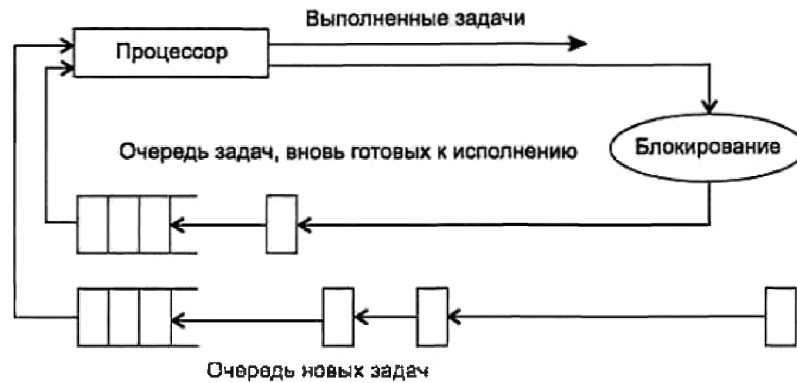 Выполненные задачи
Процессор
Очередь задач, вновь готовых к исполнению
Блокирование
Очередь новых задач